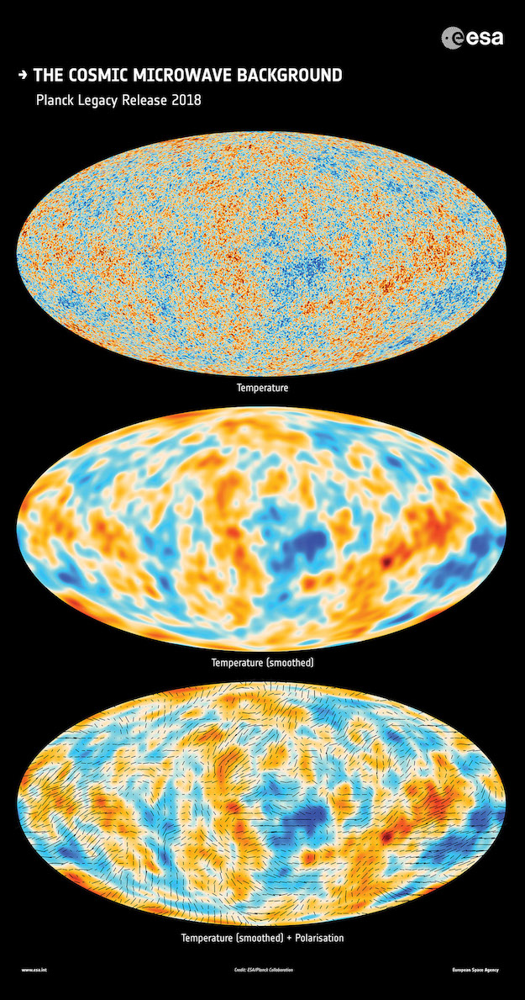 esa
→ THE COSMIC MICROWAVE BACKGROUND
Planck Legacy Release 2018
Temperature
Temperature (smoothed)
Temperature (smoothed) + Polarisation
www.esa.int
Credit: ESA/Planck Collaboration
European Space Agency